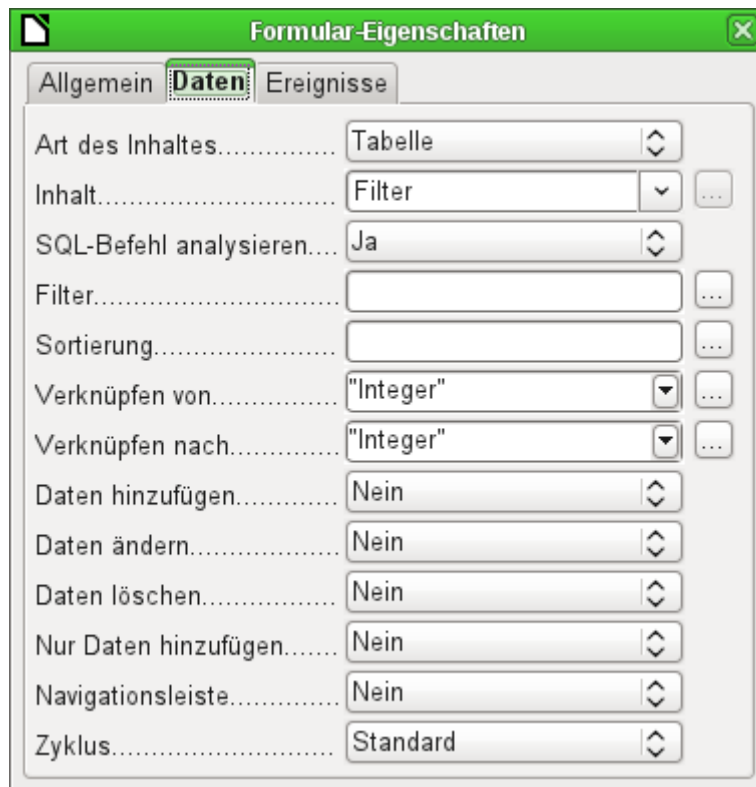 Formular-Eigenschaften
Allgemein Daten Ereignisse
Art des Inhaltes............... Tabelle
Inhalt............................ Filter ...
SQL-Befehl analysieren.... Ja
Filter............................. ...
Sortierung....................... ...
Verknüpfen von............... "Integer" ...
Verknüpfen nach.............. "Integer" ...
Daten hinzufügen............ Nein
Daten ändern.................. Nein
Daten löschen................. Nein
Nur Daten hinzufügen....... Nein
Navigationsleiste.............. Nein
Zyklus........................... Standard